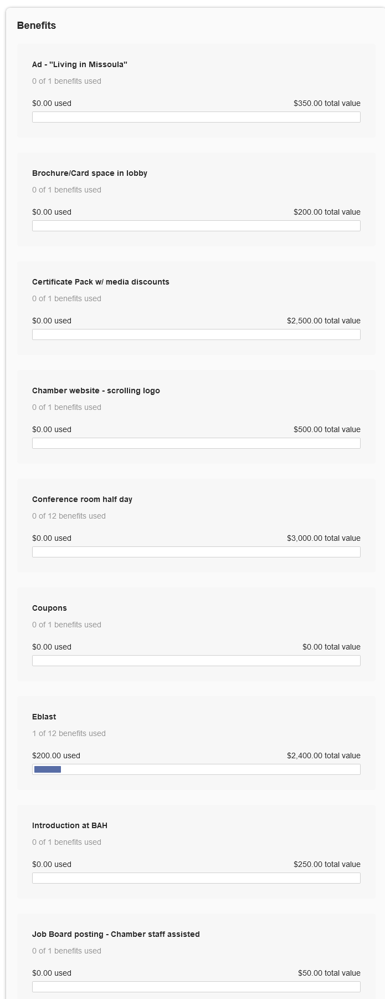 Benefits
Ad - "Living in Missoula"
0 of 1 benefits used
$0.00 used $350.00 total value
Brochure/Card space in lobby
0 of 1 benefits used
$0.00 used $200.00 total value
Certificate Pack w/ media discounts
0 of 1 benefits used
$0.00 used $2,500.00 total value
Chamber website - scrolling logo
0 of 1 benefits used
$0.00 used $500.00 total value
Conference room half day
0 of 12 benefits used
$0.00 used $3,000.00 total value
Coupons
0 of 1 benefits used
$0.00 used $0.00 total value
Eblast
1 of 12 benefits used
$200.00 used $2,400.00 total value
Introduction at BAH
0 of 1 benefits used
$0.00 used $250.00 total value
Job Board posting - Chamber staff assisted
0 of 1 benefits used
$0.00 used $50.00 total value